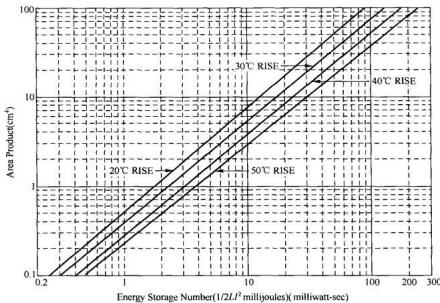 100
30℃ RISE
40℃ RISE
10
Area Product(cm⁴)
20℃ RISE
50℃ RISE
1
0.1
0.2
1
10
100
200
300
Energy Storage Number(1/2LI² millijoules)( milltivatt-sec)